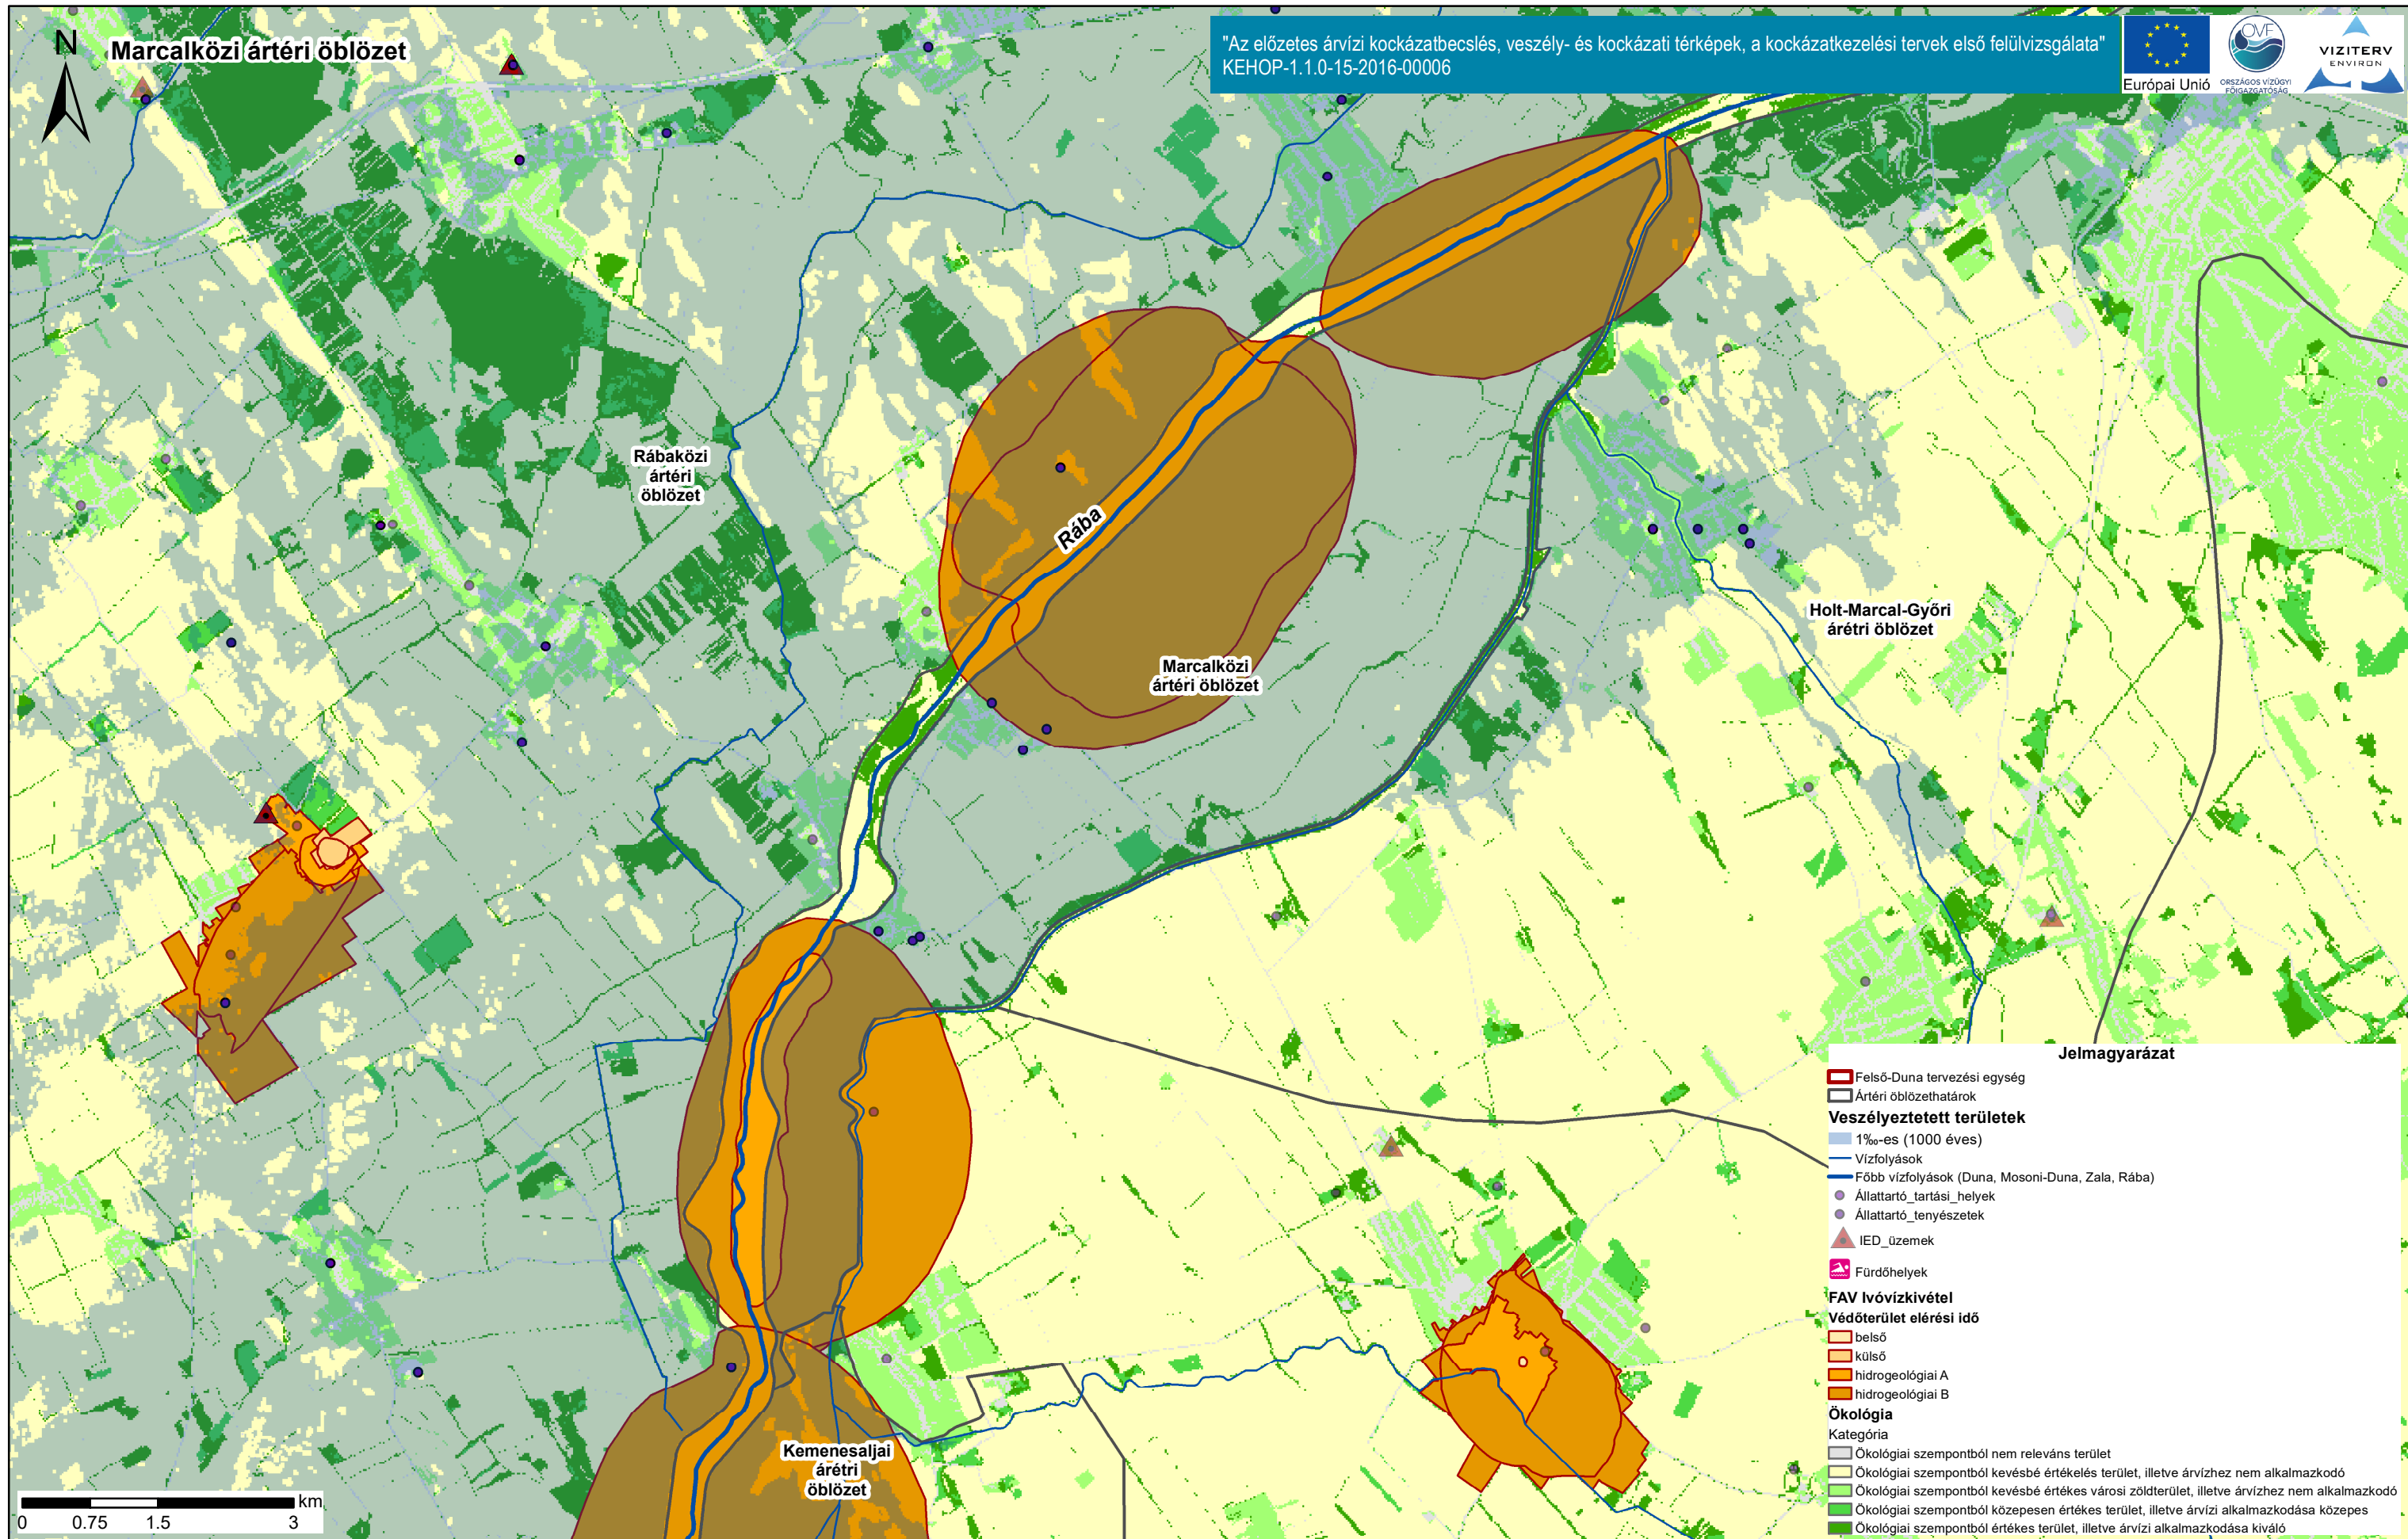 N
Marcalközi ártéri öblözet
"Az előzetes árvízi kockázatbecslés, veszély- és kockázati térképek, a kockázatkezelési tervek első felülvizsgálata"
KEHOP-1.1.0-15-2016-00006
Európai Unió
OVF
ORSZÁGOS VÍZÜGYI
FŐIGAZGATÓSÁG
VIZITERV
ENVIRON
Rábaközi
ártéri
öblözet
Rába
Holt-Marcal-Győri
árétri öblözet
Marcalközi
ártéri öblözet
Kemenesaljai
árétri
öblözet
km
0 0.75 1.5 3
Jelmagyarázat
Felső-Duna tervezési egység
Ártéri öblözethatárok
Veszélyeztetett területek
1‰-es (1000 éves)
Vízfolyások
Főbb vízfolyások (Duna, Mosoni-Duna, Zala, Rába)
Állattartó_tartási_helyek
Állattartó_tenyészetek
IED_üzemek
Fürdőhelyek
FAV Ivóvízkivétel
Védőterület elérési idő
belső
külső
hidrogeológiai A
hidrogeológiai B
Ökológia
Kategória
Ökológiai szempontból nem releváns terület
Ökológiai szempontból kevésbé értékelés terület, illetve árvízhez nem alkalmazkodó
Ökológiai szempontból kevésbé értékes városi zöldterület, illetve árvízhez nem alkalmazkodó
Ökológiai szempontból közepesen értékes terület, illetve árvízi alkalmazkodása közepes
Ökológiai szempontból értékes terület, illetve árvízi alkalmazkodása kiváló